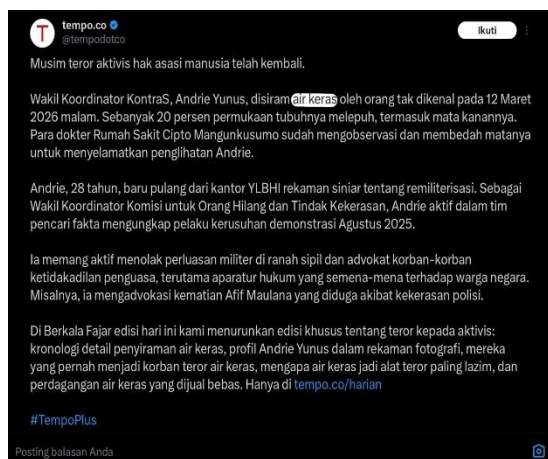 tempo.co
@tempodotco
Ikuti
Musim teror aktivis hak asasi manusia telah kembali.
Wakil Koordinator KontraS, Andrie Yunus, disiram air keras oleh orang tak dikenal pada 12 Maret
2026 malam. Sebanyak 20 persen permukaan tubuhnya melepuh, termasuk mata kanannya.
Para dokter Rumah Sakit Cipto Mangunkusumo sudah mengobservasi dan membedah matanya
untuk menyelamatkan penglihatan Andrie.
Andrie, 28 tahun, baru pulang dari kantor YLBHI rekaman siniar tentang remiliterisasi. Sebagai
Wakil Koordinator Komisi untuk Orang Hilang dan Tindak Kekerasan, Andrie aktif dalam tim
pencari fakta mengungkap pelaku kerusuhan demonstrasi Agustus 2025.
Ia memang aktif menolak perluasan militer di ranah sipil dan advokat korban-korban
ketidakadilan penguasa, terutama aparatur hukum yang semena-mena terhadap warga negara.
Misalnya, ia mengadvokasi kematian Afif Maulana yang diduga akibat kekerasan polisi.
Di Berkala Fajar edisi hari ini kami menurunkan edisi khusus tentang teror kepada aktivis:
kronologi detail penyiraman air keras, profil Andrie Yunus dalam rekaman fotografi, mereka
yang pernah menjadi korban teror air keras, mengapa air keras jadi alat teror paling lazim, dan
perdagangan air keras yang dijual bebas. Hanya di tempo.co/harian
#TempoPlus
Posting balasan Anda